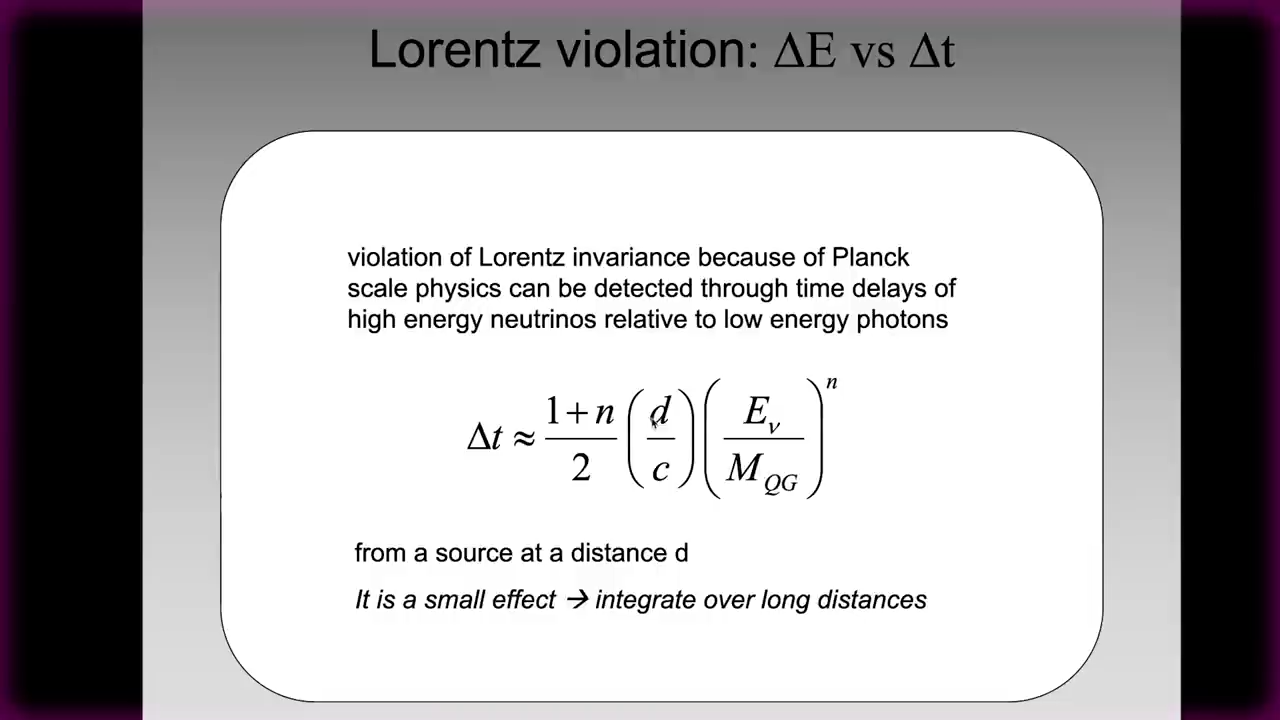 Lorentz violation: ΔE vs Δt
violation of Lorentz invariance because of Planck
scale physics can be detected through time delays of
high energy neutrinos relative to low energy photons
Δt ≈ (1+n)/2 (d/c) (E_ν/M_QG)^n
from a source at a distance d
It is a small effect → integrate over long distances